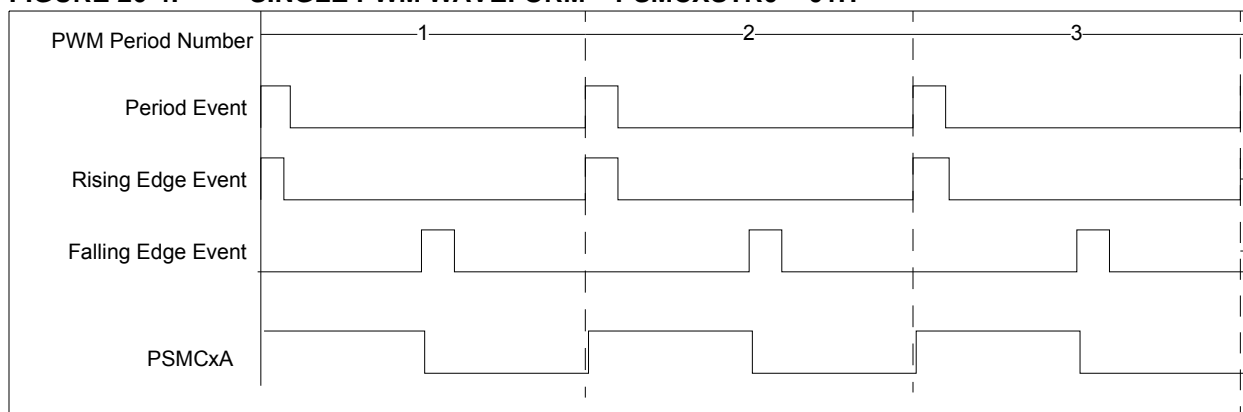 PWM Period Number 1 2 3
Period Event
Rising Edge Event
Falling Edge Event
PSMCxA